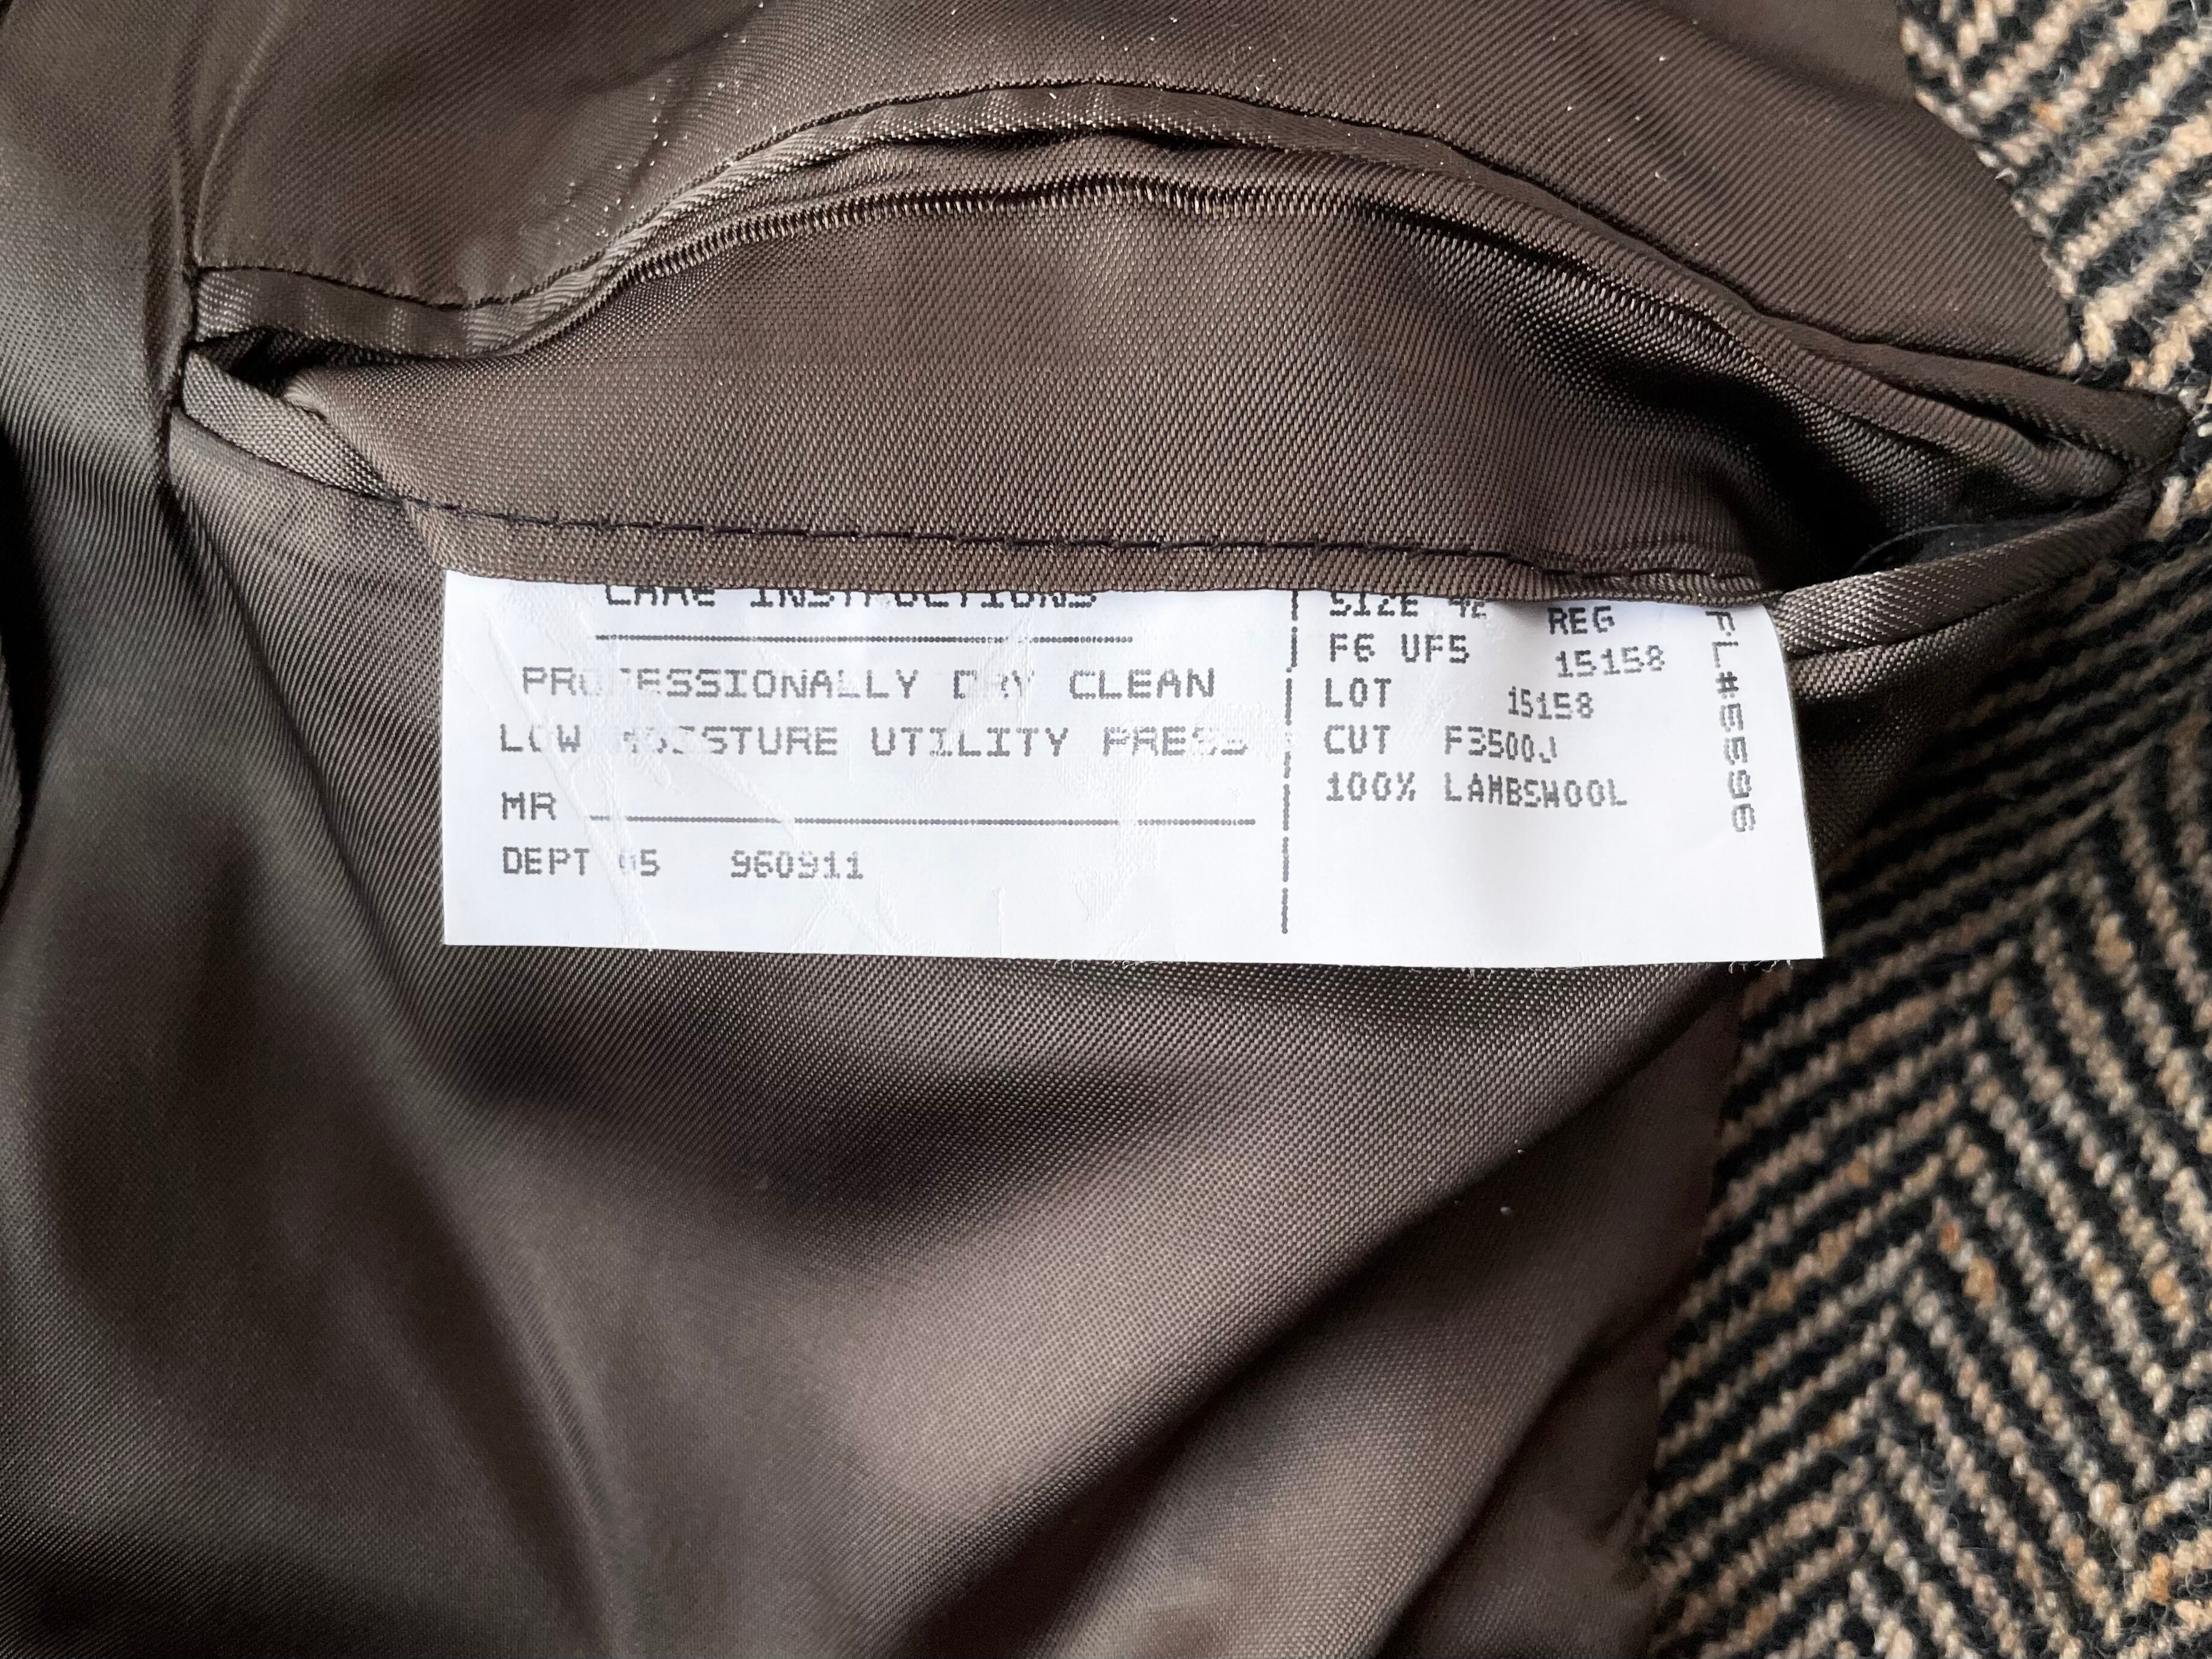 CARE INSTRUCTIONS
PROFESSIONALLY DRY CLEAN
LOW MOISTURE UTILITY PRESS
MR
DEPT 05 960911
SIZE 42 REG
F6 UF5 15158
LOT 15158
CUT F3500J
100% LAMBSWOOL
FL#:5596